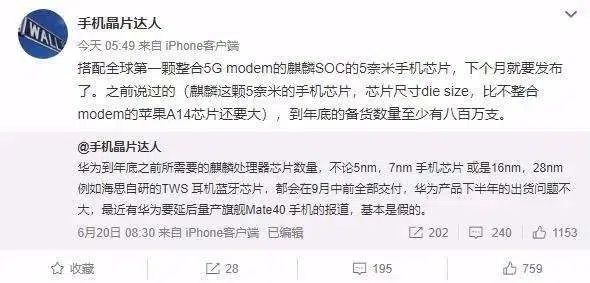 WALL
手机晶片达人
今天 05:49 来自 iPhone客户端
搭配全球第一颗整合5G modem的麒麟SOC的5奈米手机芯片，下个月就要发布
了。之前说过的（麒麟这颗5奈米的手机芯片，芯片尺寸die size，比不整合
modem的苹果A14芯片还要大），到年底的备货数量至少有八百万支。
@手机晶片达人
华为到年底之前所需要的麒麟处理器芯片数量，不论5nm，7nm 手机芯片 或是16nm，28nm
例如海思自研的TWS 耳机蓝牙芯片，都会在9月中前全部交付，华为产品下半年的出货问题不
大，最近有华为要延后量产旗舰Mate40 手机的报道，基本是假的。
6月20日 08:30 来自 iPhone客户端 已编辑 202 240 1153
收藏 28 195 759